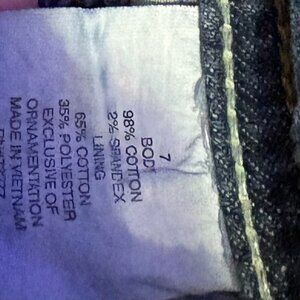 7
BODY
98% COTTON
2% SPANDEX
LINING
65% COTTON
35% POLYESTER
EXCLUSIVE OF
ORNAMENTATION
MADE IN VIETNAM